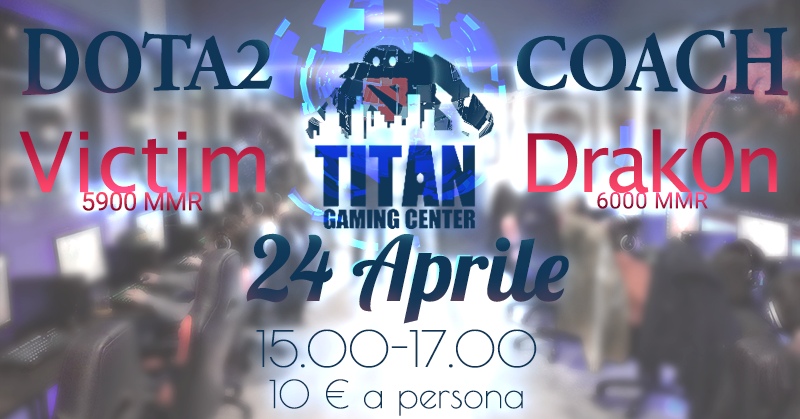 DOTA2 COACH
Victim Drak0n
5900 MMR 6000 MMR
TITAN
GAMING CENTER
24 Aprile
15.00-17.00
10 € a persona